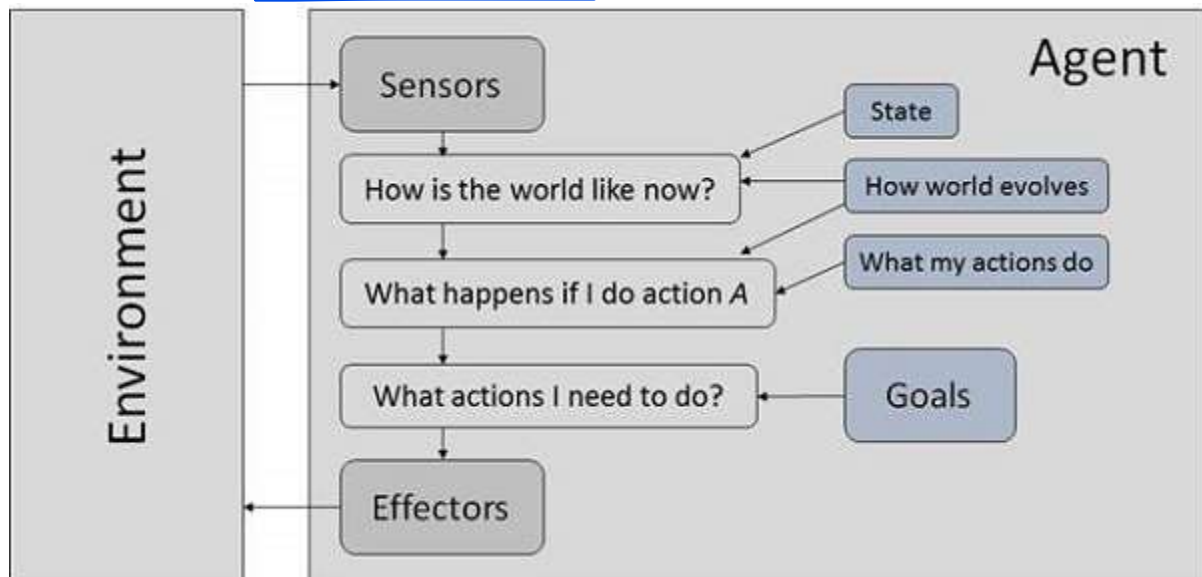 Agent
Environment
Sensors
State
How is the world like now?
How world evolves
What my actions do
What happens if I do action A
What actions I need to do?
Goals
Effectors